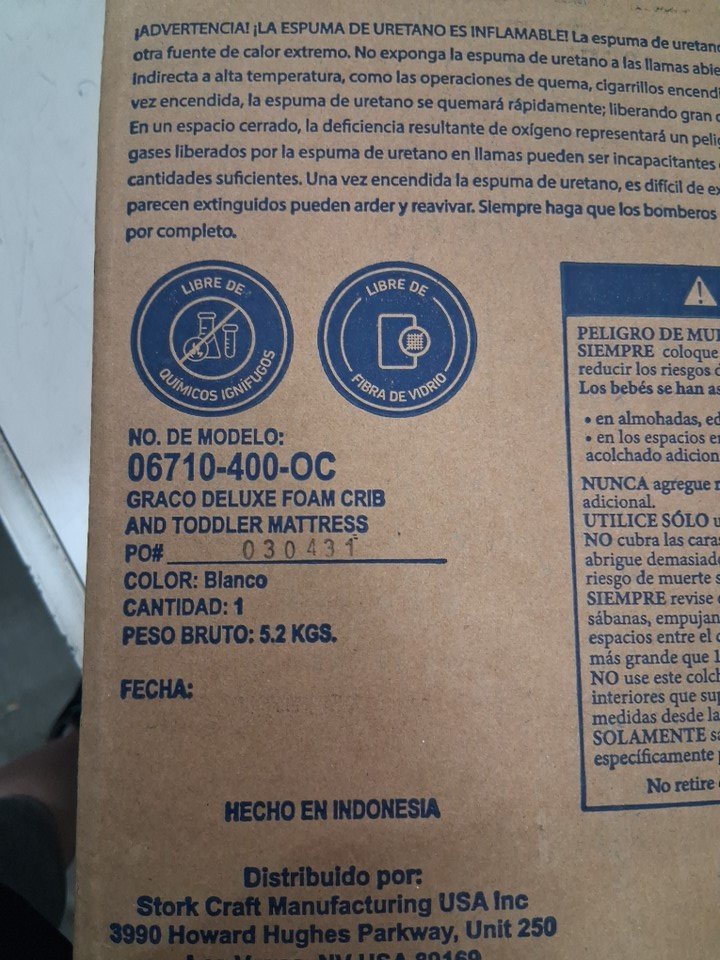 ¡ADVERTENCIA! ¡LA ESPUMA DE URETANO ES INFLAMABLE! La espuma de uretano
otra fuente de calor extremo. No exponga la espuma de uretano a las llamas
Indirecta a alta temperatura, como las operaciones de quema, cigarrillos
vez encendida, la espuma de uretano se quemará rápidamente; liberando gran
En un espacio cerrado, la deficiencia resultante de oxígeno representará un
gases liberados por la espuma de uretano en llamas pueden ser incapacitantes
cantidades suficientes. Una vez encendida la espuma de uretano, es difícil de
parecen extinguidos pueden arder y reavivar. Siempre haga que los bomberos
por completo.
LIBRE DE
QUÍMICOS IGNÍFUGOS
LIBRE DE
FIBRA DE VIDRIO
NO. DE MODELO:
06710-400-OC
GRACO DELUXE FOAM CRIB
AND TODDLER MATTRESS
PO# 030431
COLOR: Blanco
CANTIDAD: 1
PESO BRUTO: 5.2 KGS.
FECHA:
HECHO EN INDONESIA
Distribuido por:
Stork Craft Manufacturing USA Inc
3990 Howard Hughes Parkway, Unit 250
PELIGRO DE
SIEMPRE coloque
reducir los riesgos
Los bebés se han
• en almohadas,
• en los espacios
acolchado
NUNCA agregue
adicional.
UTILICE SÓLO
NO cubra las caras
abrigue demasiado
riesgo de muerte
SIEMPRE revise
sábanas,
espacios entre el
más grande que
NO use este
interiores que
medidas desde la
SOLAMENTE
específicamente
No retire